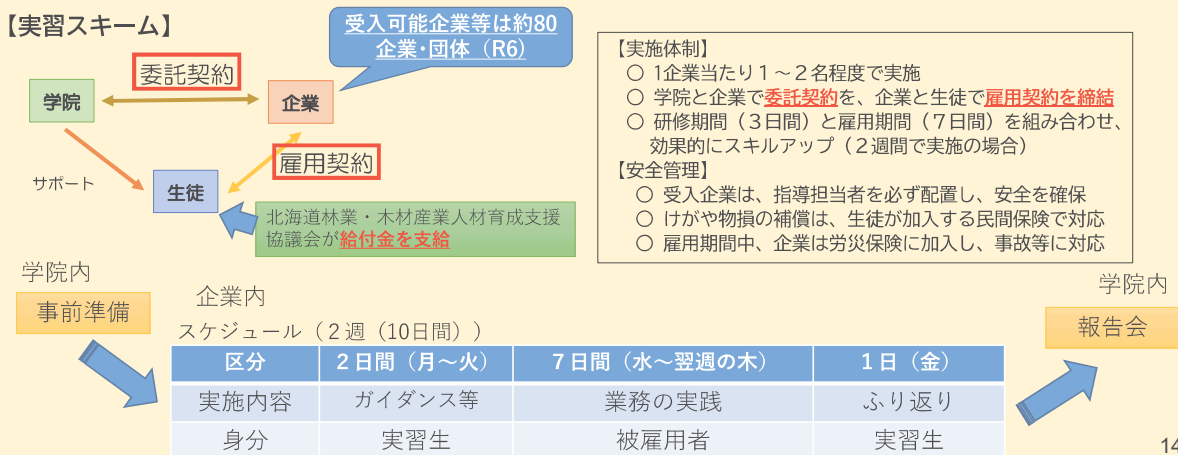 【実習スキーム】
受入可能企業等は約80
企業・団体（R6）
委託契約
学院
企業
雇用契約
サポート
生徒
北海道林業・木材産業人材育成支援
協議会が給付金を支給
【実施体制】
○ 1企業当たり１～２名程度で実施
○ 学院と企業で委託契約を、企業と生徒で雇用契約を締結
○ 研修期間（３日間）と雇用期間（７日間）を組み合わせ、
効果的にスキルアップ（２週間で実施の場合）
【安全管理】
○ 受入企業は、指導担当者を必ず配置し、安全を確保
○ けがや物損の補償は、生徒が加入する民間保険で対応
○ 雇用期間中、企業は労災保険に加入し、事故等に対応
学院内
事前準備
企業内
スケジュール（２週（10日間））
区分 ２日間（月～火） ７日間（水～翌週の木） １日（金）
実施内容 ガイダンス等 業務の実践 ふり返り
身分 実習生 被雇用者 実習生
学院内
報告会
14